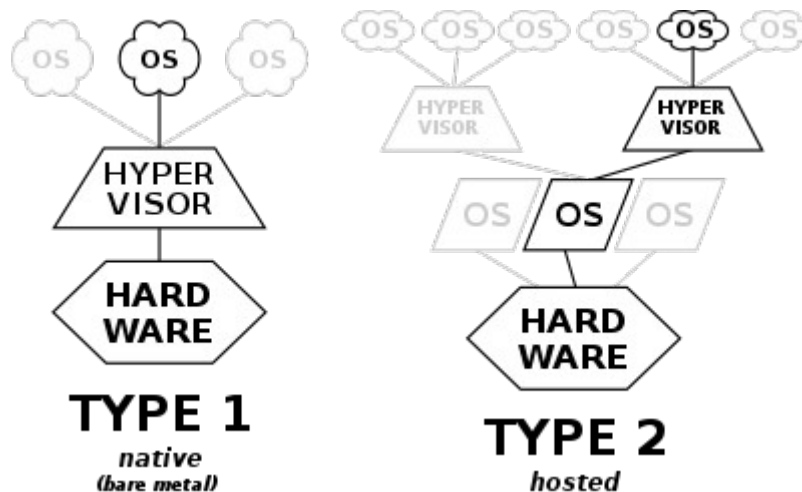 OS OS OS
HYPER
VISOR
HARD
WARE
TYPE 1
native
(bare metal)
OS OS OS OS OS OS
HYPER
VISOR
HYPER
VISOR
OS OS OS
HARD
WARE
TYPE 2
hosted